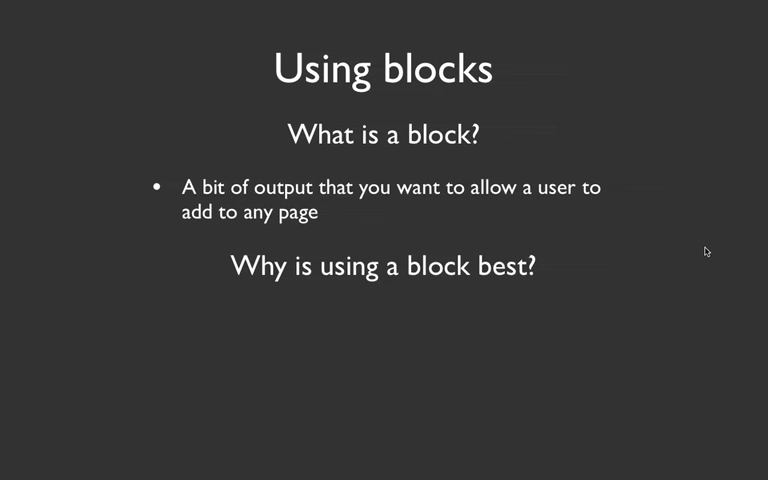 Using blocks
What is a block?
• A bit of output that you want to allow a user to
add to any page
Why is using a block best?